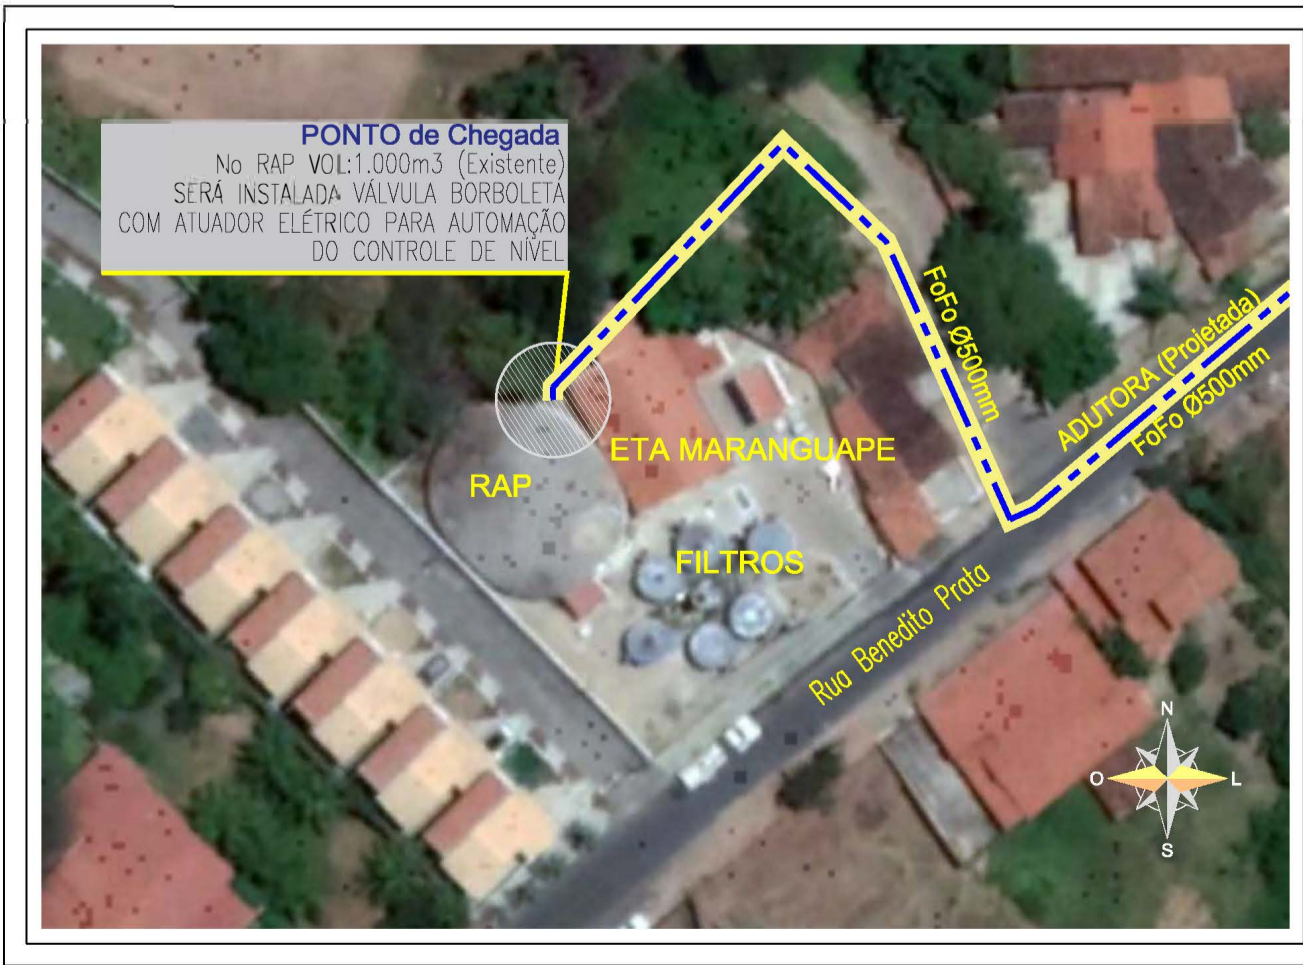 PONTO de Chegada
No RAP VOL:1.000m3 (Existente)
SERÁ INSTALADA VÁLVULA BORBOLETA
COM ATUADOR ELÉTRICO PARA AUTOMAÇÃO
DO CONTROLE DE NÍVEL
FoFo Ø500mm
ADUTORA (Projetada)
FoFo Ø500mm
ETA MARANGUAPE
RAP
FILTROS
Rua Benedito Prata
N
O
L
S